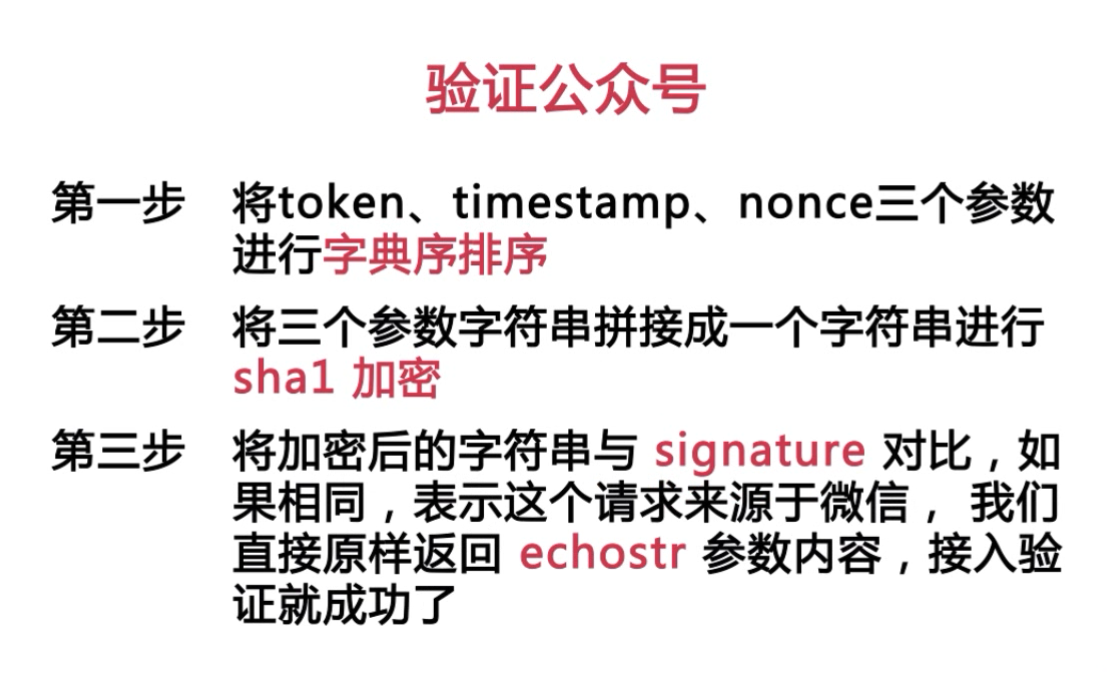 验证公众号
第一步 将token、timestamp、nonce三个参数
进行字典序排序
第二步 将三个参数字符串拼接成一个字符串进行
sha1 加密
第三步 将加密后的字符串与 signature 对比，如
果相同，表示这个请求来源于微信， 我们
直接原样返回 echostr 参数内容，接入验
证就成功了